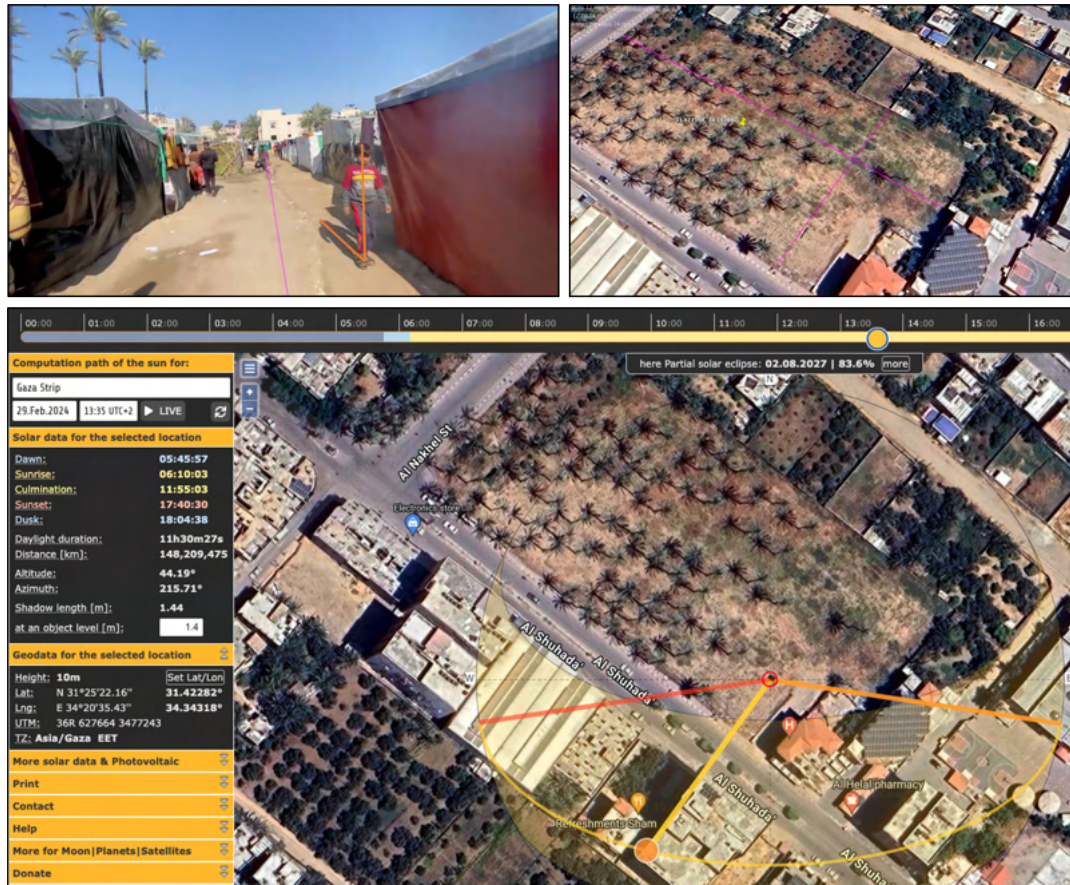 00:00 01:00 02:00 03:00 04:00 05:00 06:00 07:00 08:00 09:00 10:00 11:00 12:00 13:00 14:00 15:00 16:00
Computation path of the sun for:
Gaza Strip
29.Feb.2024 13:35 UTC+2 LIVE
Solar data for the selected location
Dawn: 05:45:57
Sunrise: 06:10:03
Culmination: 11:55:03
Sunset: 17:40:30
Dusk: 18:04:38
Daylight duration: 11h30m27s
Distance [km]: 148,209,475
Altitude: 44.19°
Azimuth: 215.71°
Shadow length [m]: 1.44
at an object level [m]: 1.4
Geodata for the selected location
Height: 10m Set Lat/Lon
Lat: N 31°25'22.16'' 31.42282°
Lng: E 34°20'35.43'' 34.34318°
UTM: 36R 627664 3477243
TZ: Asia/Gaza EET
More solar data & Photovoltaic
Print
Contact
Help
More for Moon|Planets|Satellites
Donate
+
−
here Partial solar eclipse: 02.08.2027 | 83.6% more
N
Al Nakhel St
Electronics store
Al Shuhada'
Al Shuhada'
W
E
H
Al Helal pharmacy
Al Shuhada'
Refreshments Sham
Al Shuhada'